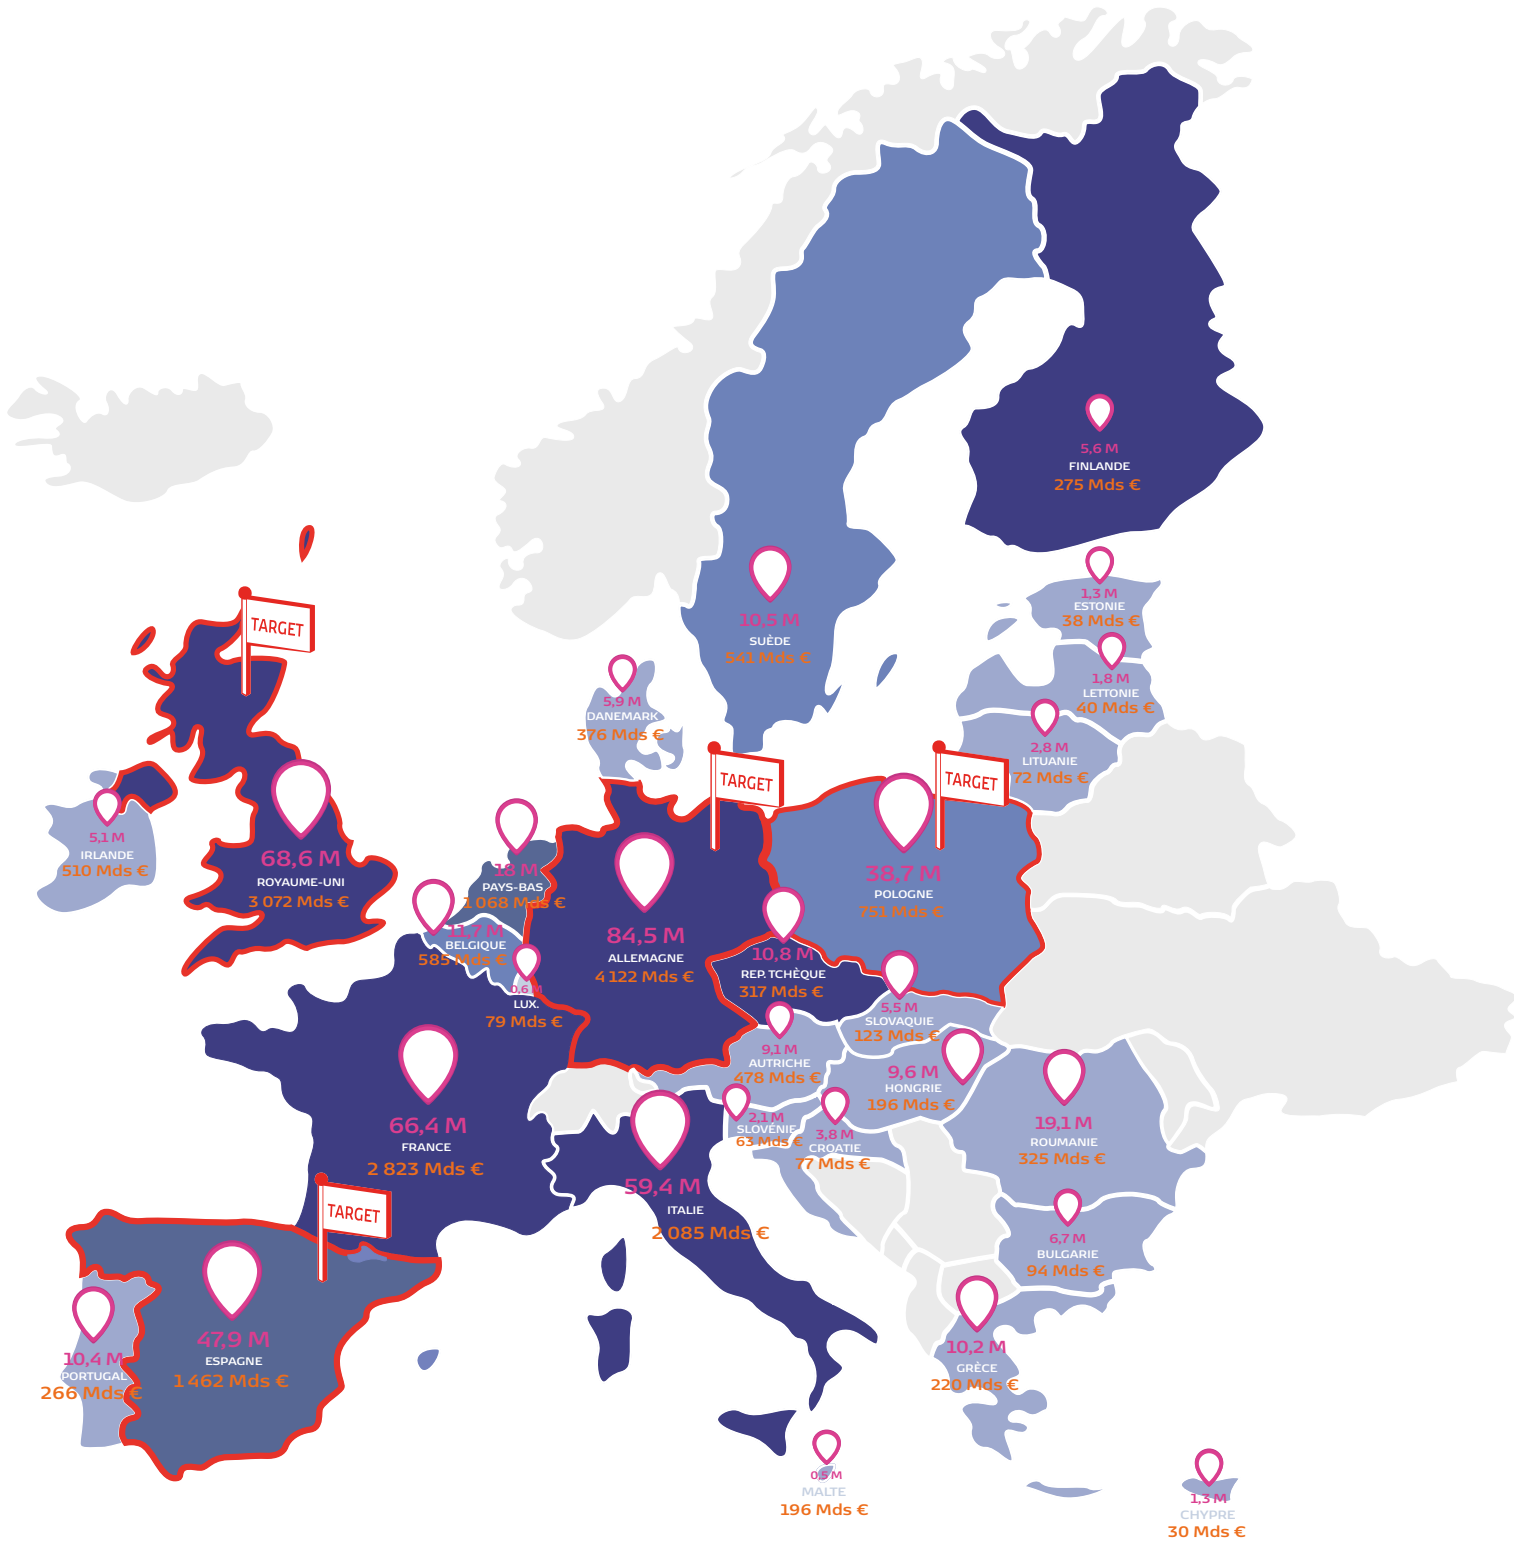 5,6 M
FINLANDE
275 Mds €
10,5 M
SUÈDE
541 Mds €
1,3 M
ESTONIE
38 Mds €
1,8 M
LETTONIE
40 Mds €
2,8 M
LITUANIE
72 Mds €
5,9 M
DANEMARK
376 Mds €
TARGET
TARGET
TARGET
5,1 M
IRLANDE
510 Mds €
68,6 M
ROYAUME-UNI
3 072 Mds €
18 M
PAYS-BAS
1 068 Mds €
11,7 M
BELGIQUE
585 Mds €
0,6 M
LUX.
79 Mds €
84,5 M
ALLEMAGNE
4 122 Mds €
38,7 M
POLOGNE
751 Mds €
10,8 M
REP. TCHÈQUE
317 Mds €
5,5 M
SLOVAQUIE
123 Mds €
9,1 M
AUTRICHE
478 Mds €
9,6 M
HONGRIE
196 Mds €
66,4 M
FRANCE
2 823 Mds €
59,4 M
ITALIE
2 085 Mds €
2,1 M
SLOVÉNIE
63 Mds €
3,8 M
CROATIE
77 Mds €
19,1 M
ROUMANIE
325 Mds €
6,7 M
BULGARIE
94 Mds €
TARGET
10,4 M
PORTUGAL
266 Mds €
47,9 M
ESPAGNE
1 462 Mds €
10,2 M
GRÈCE
220 Mds €
0,5 M
MALTE
196 Mds €
1,3 M
CHYPRE
30 Mds €